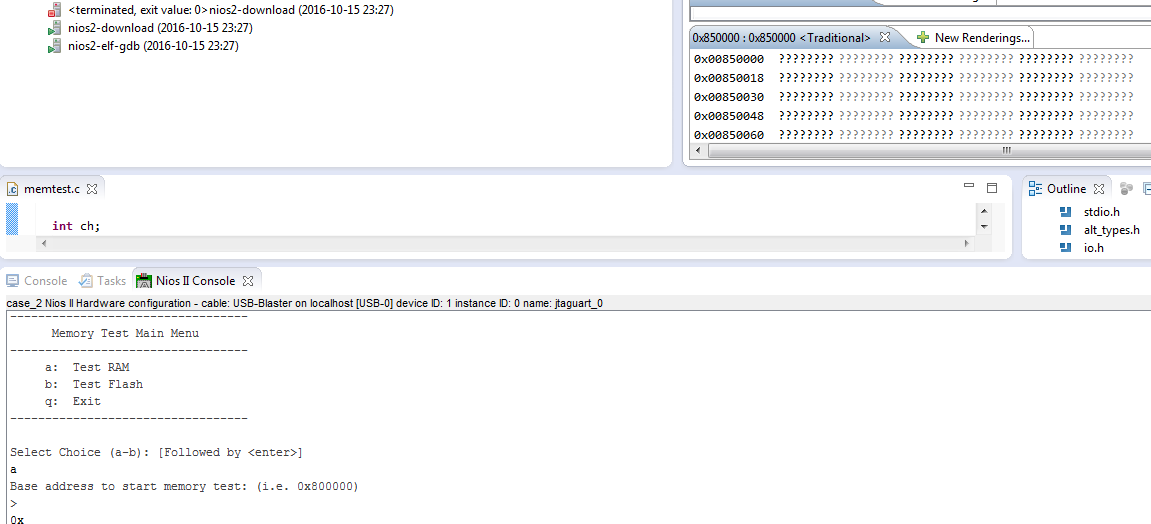 <terminated, exit value: 0>nios2-download (2016-10-15 23:27)
nios2-download (2016-10-15 23:27)
nios2-elf-gdb (2016-10-15 23:27)
0x850000 : 0x850000 <Traditional>
New Renderings...
0x00850000 ???????? ???????? ???????? ???????? ???????? ????????
0x00850018 ???????? ???????? ???????? ???????? ???????? ????????
0x00850030 ???????? ???????? ???????? ???????? ???????? ????????
0x00850048 ???????? ???????? ???????? ???????? ???????? ????????
0x00850060 ???????? ???????? ???????? ???????? ???????? ????????
memtest.c
int ch;
Outline
stdio.h
alt_types.h
io.h
Console Tasks Nios II Console
case_2 Nios II Hardware configuration - cable: USB-Blaster on localhost [USB-0] device ID: 1 instance ID: 0 name: jtaguart_0
----------------------------------
Memory Test Main Menu
----------------------------------
a: Test RAM
b: Test Flash
q: Exit
----------------------------------
Select Choice (a-b): [Followed by <enter>]
a
Base address to start memory test: (i.e. 0x800000)
>
0x